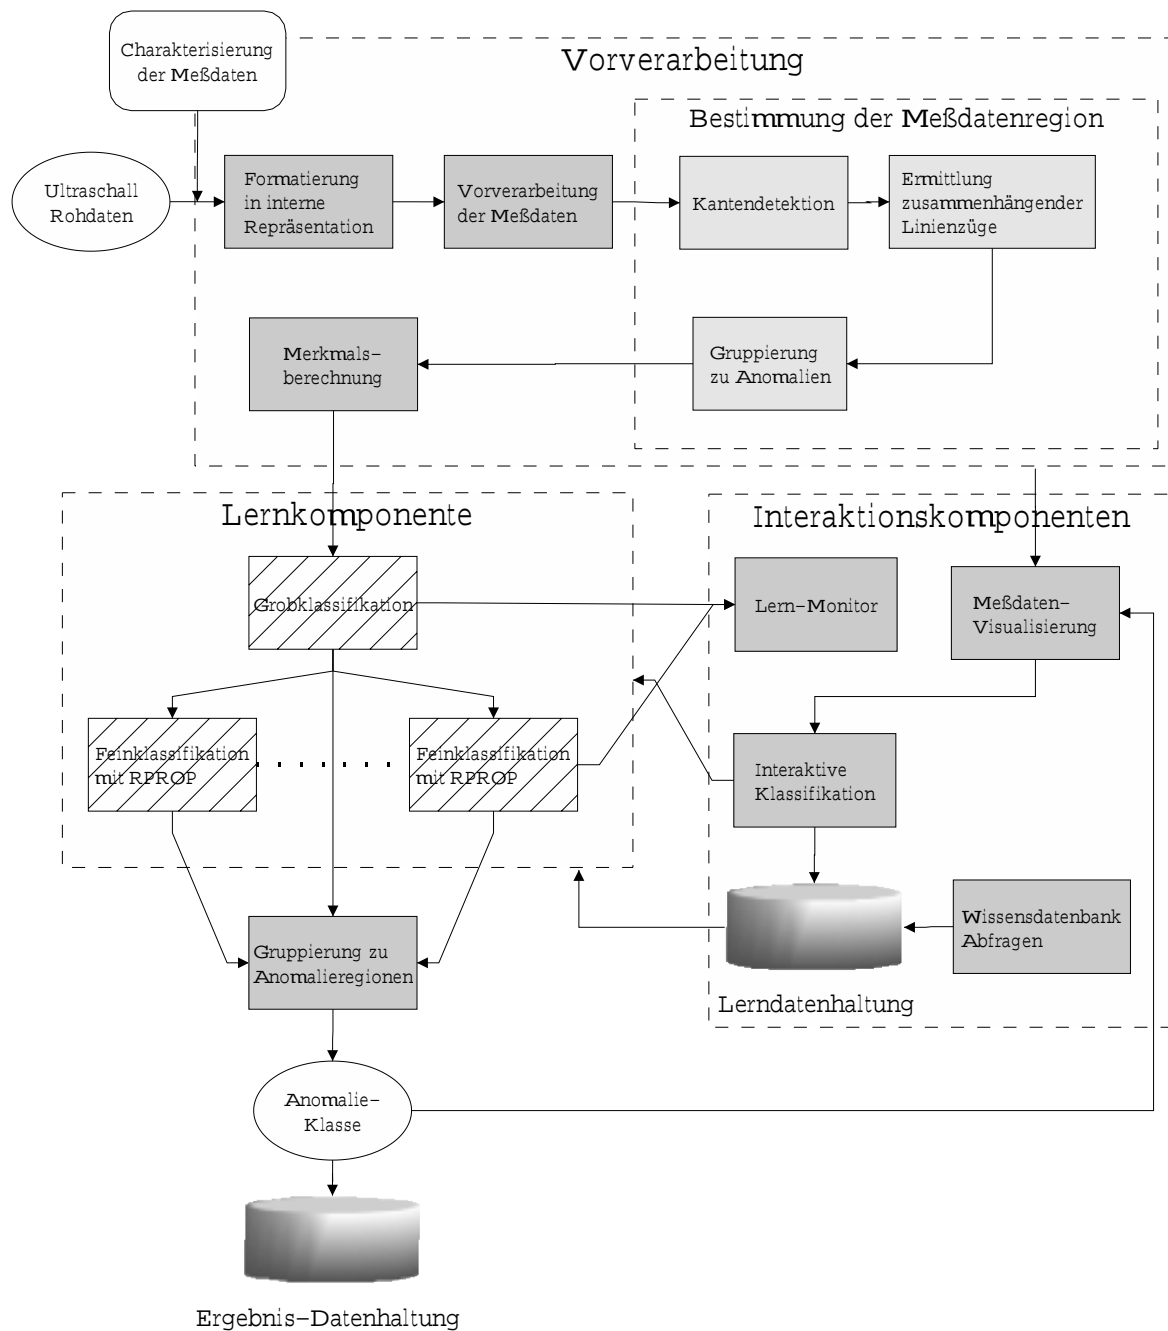 Charakterisierung
der Meßdaten
Vorverarbeitung
Bestimmung der Meßdatenregion
Ultraschall
Rohdaten
Formatierung
in interne
Repräsentation
Vorverarbeitung
der Meßdaten
Kantendetektion
Ermittlung
zusammenhängender
Linienzüge
Merkmals-
berechnung
Gruppierung
zu Anomalien
Lernkomponente
Interaktionskomponenten
Grobklassifikation
Lern-Monitor
Meßdaten-
Visualisierung
Feinklassifikation
mit RPROP
Feinklassifikation
mit RPROP
Interaktive
Klassifikation
Gruppierung zu
Anomalieregionen
Wissensdatenbank
Abfragen
Lerndatenhaltung
Anomalie-
Klasse
Ergebnis-Datenhaltung